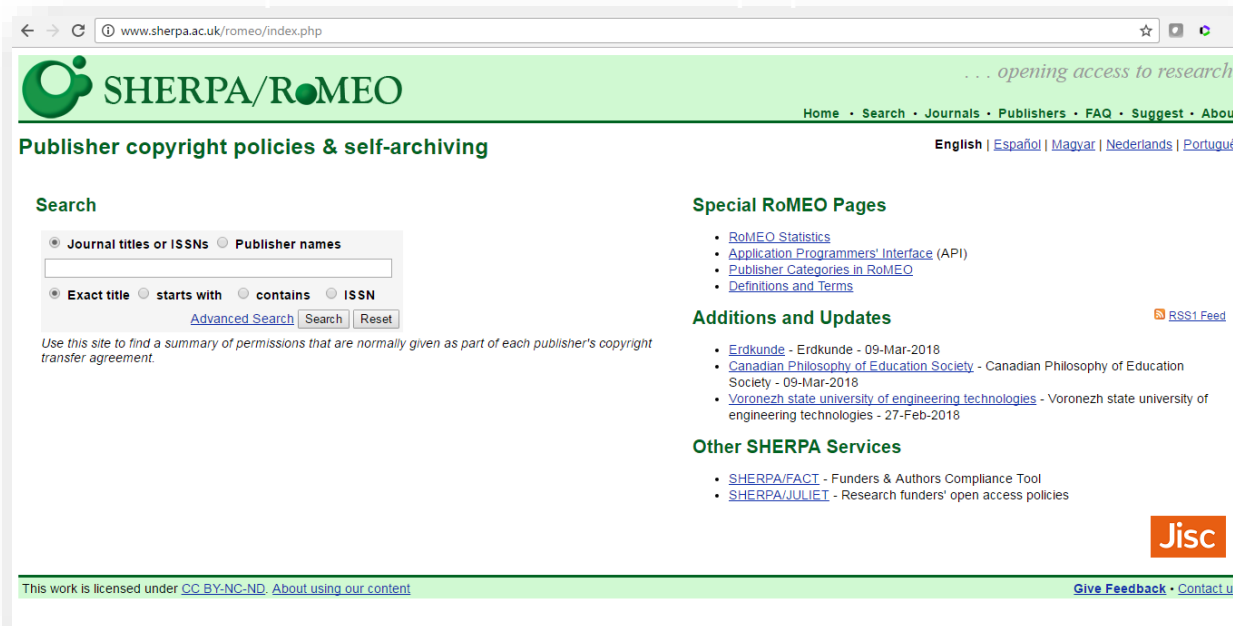 www.sherpa.ac.uk/romeo/index.php
SHERPA/RoMEO
. . . opening access to research
Home • Search • Journals • Publishers • FAQ • Suggest • Abou
Publisher copyright policies & self-archiving
English | Español | Magyar | Nederlands | Portuguê
Search
Journal titles or ISSNs Publisher names
Exact title starts with contains ISSN
Advanced Search Search Reset
Use this site to find a summary of permissions that are normally given as part of each publisher's copyright
transfer agreement.
Special RoMEO Pages
• RoMEO Statistics
• Application Programmers' Interface (API)
• Publisher Categories in RoMEO
• Definitions and Terms
Additions and Updates
RSS1 Feed
• Erdkunde - Erdkunde - 09-Mar-2018
• Canadian Philosophy of Education Society - Canadian Philosophy of Education
Society - 09-Mar-2018
• Voronezh state university of engineering technologies - Voronezh state university of
engineering technologies - 27-Feb-2018
Other SHERPA Services
• SHERPA/FACT - Funders & Authors Compliance Tool
• SHERPA/JULIET - Research funders' open access policies
Jisc
This work is licensed under CC BY-NC-ND. About using our content
Give Feedback • Contact u